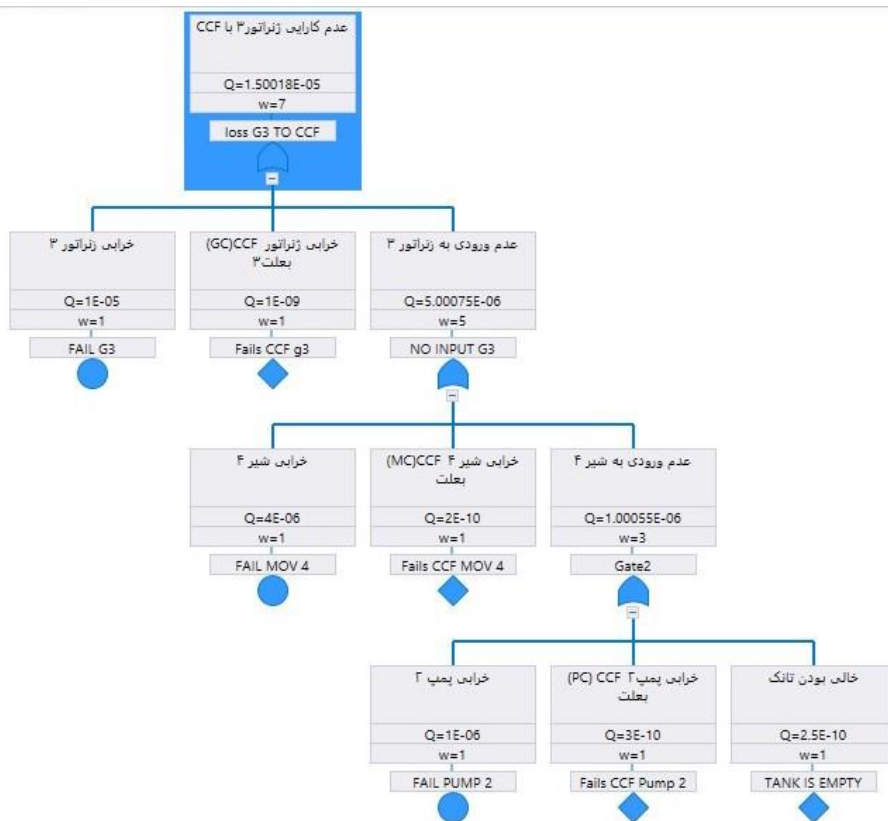 عدم کارایی ژنراتور۳ با CCF
Q=1.50018E-05
w=7
loss G3 TO CCF
خرابی زنراتور ۳
Q=1E-05
w=1
FAIL G3
خرابی ژنراتور CCF(GC)
بعلت۳
Q=1E-09
w=1
Fails CCF g3
عدم ورودی به زنراتور ۳
Q=5.00075E-06
w=5
NO INPUT G3
خرابی شیر ۴
Q=4E-06
w=1
FAIL MOV 4
خرابی شیر ۴ CCF(MC)
بعلت
Q=2E-10
w=1
Fails CCF MOV 4
عدم ورودی به شیر ۴
Q=1.00055E-06
w=3
Gate2
خرابی پمپ ۲
Q=1E-06
w=1
FAIL PUMP 2
خرابی پمپ۲ CCF (PC)
بعلت
Q=3E-10
w=1
Fails CCF Pump 2
خالی بودن تانک
Q=2.5E-10
w=1
TANK IS EMPTY